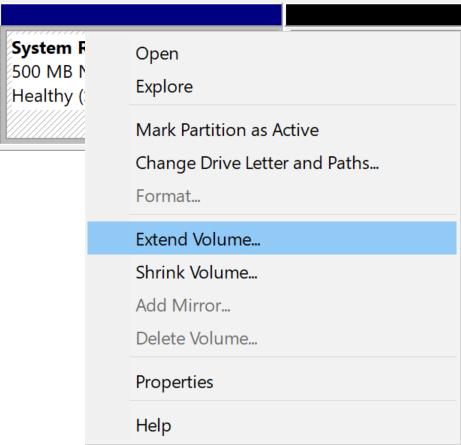 System R
500 MB N
Healthy (
Open
Explore
Mark Partition as Active
Change Drive Letter and Paths...
Format...
Extend Volume...
Shrink Volume...
Add Mirror...
Delete Volume...
Properties
Help